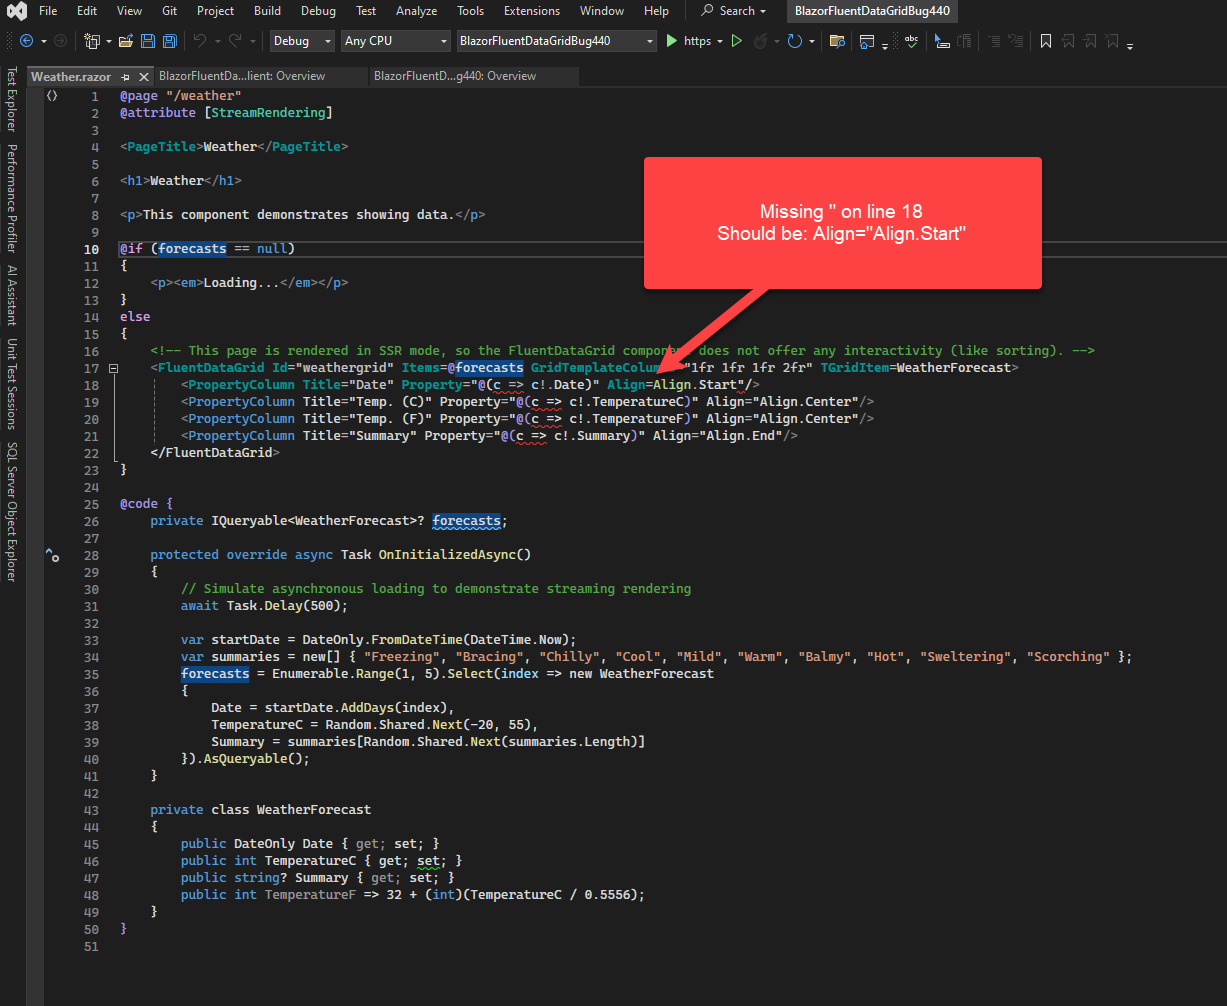 File Edit View Git Project Build Debug Test Analyze Tools Extensions Window Help Search BlazorFluentDataGridBug440
Debug Any CPU BlazorFluentDataGridBug440 https
Weather.razor BlazorFluentDa...lient: Overview BlazorFluentD...g440: Overview
Test Explorer
Performance Profiler
AI Assistant
Unit Test Sessions
SQL Server Object Explorer
1 @page "/weather"
2 @attribute [StreamRendering]
3
4 <PageTitle>Weather</PageTitle>
5
6 <h1>Weather</h1>
7
8 <p>This component demonstrates showing data.</p>
9
10 @if (forecasts == null)
11 {
12 <p><em>Loading...</em></p>
13 }
14 else
15 {
16 <!-- This page is rendered in SSR mode, so the FluentDataGrid component does not offer any interactivity (like sorting). -->
17 <FluentDataGrid Id="weathergrid" Items=@forecasts GridTemplateColum "1fr 1fr 1fr 2fr" TGridItem=WeatherForecast>
18 <PropertyColumn Title="Date" Property="@(c => c!.Date)" Align=Align.Start"/>
19 <PropertyColumn Title="Temp. (C)" Property="@(c => c!.TemperatureC)" Align="Align.Center"/>
20 <PropertyColumn Title="Temp. (F)" Property="@(c => c!.TemperatureF)" Align="Align.Center"/>
21 <PropertyColumn Title="Summary" Property="@(c => c!.Summary)" Align="Align.End"/>
22 </FluentDataGrid>
23 }
24
25 @code {
26 private IQueryable<WeatherForecast>? forecasts;
27
28 protected override async Task OnInitializedAsync()
29 {
30 // Simulate asynchronous loading to demonstrate streaming rendering
31 await Task.Delay(500);
32
33 var startDate = DateOnly.FromDateTime(DateTime.Now);
34 var summaries = new[] { "Freezing", "Bracing", "Chilly", "Cool", "Mild", "Warm", "Balmy", "Hot", "Sweltering", "Scorching" };
35 forecasts = Enumerable.Range(1, 5).Select(index => new WeatherForecast
36 {
37 Date = startDate.AddDays(index),
38 TemperatureC = Random.Shared.Next(-20, 55),
39 Summary = summaries[Random.Shared.Next(summaries.Length)]
40 }).AsQueryable();
41 }
42
43 private class WeatherForecast
44 {
45 public DateOnly Date { get; set; }
46 public int TemperatureC { get; set; }
47 public string? Summary { get; set; }
48 public int TemperatureF => 32 + (int)(TemperatureC / 0.5556);
49 }
50 }
51
Missing " on line 18
Should be: Align="Align.Start"